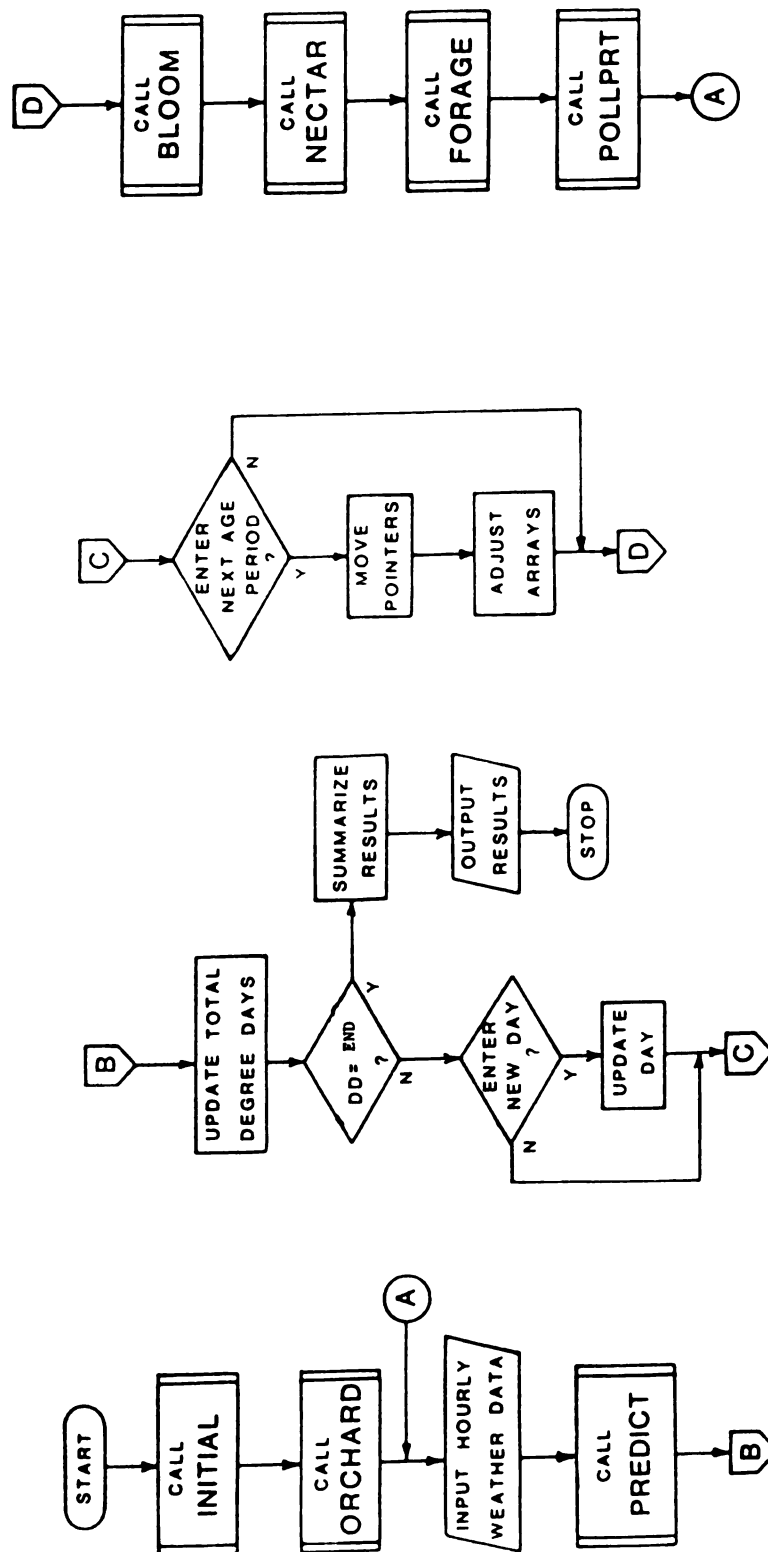 START
CALL
INITIAL
CALL
ORCHARD
A
INPUT HOURLY
WEATHER DATA
CALL
PREDICT
B
B
UPDATE TOTAL
DEGREE DAYS
DD= END
?
Y
N
SUMMARIZE
RESULTS
OUTPUT
RESULTS
STOP
ENTER
NEW DAY
?
N
Y
UPDATE
DAY
C
C
ENTER
NEXT AGE
PERIOD
?
N
Y
MOVE
POINTERS
ADJUST
ARRAYS
D
D
CALL
BLOOM
CALL
NECTAR
CALL
FORAGE
CALL
POLLPRT
A